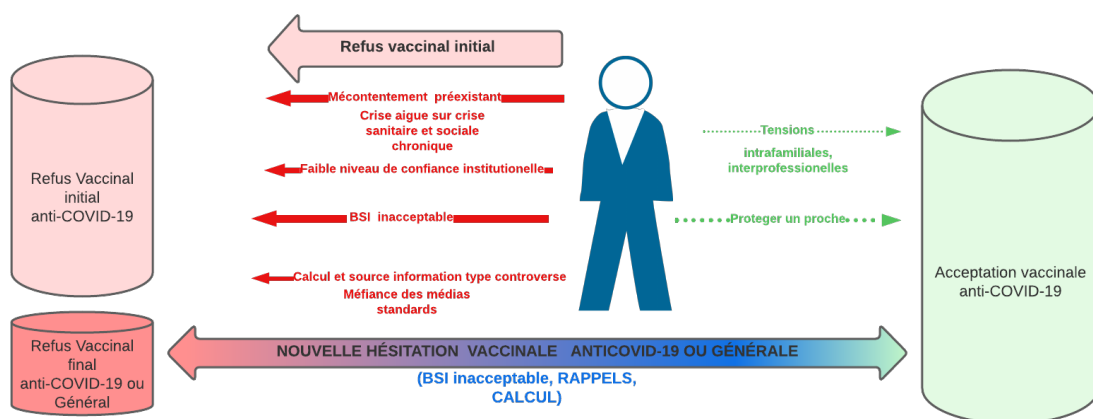 Refus vaccinal initial
Refus Vaccinal
initial
anti-COVID-19
Mécontentement préexistant
Crise aigue sur crise
sanitaire et sociale
chronique
Faible niveau de confiance institutionelle
BSI inacceptable
Calcul et source information type controverse
Méfiance des médias
standards
Tensions
intrafamiliales,
interprofessionelles
Proteger un proche
Acceptation vaccinale
anti-COVID-19
Refus Vaccinal
final
anti-COVID-19 ou
Général
NOUVELLE HÉSITATION VACCINALE ANTICOVID-19 OU GÉNÉRALE
(BSI inacceptable, RAPPELS,
CALCUL)